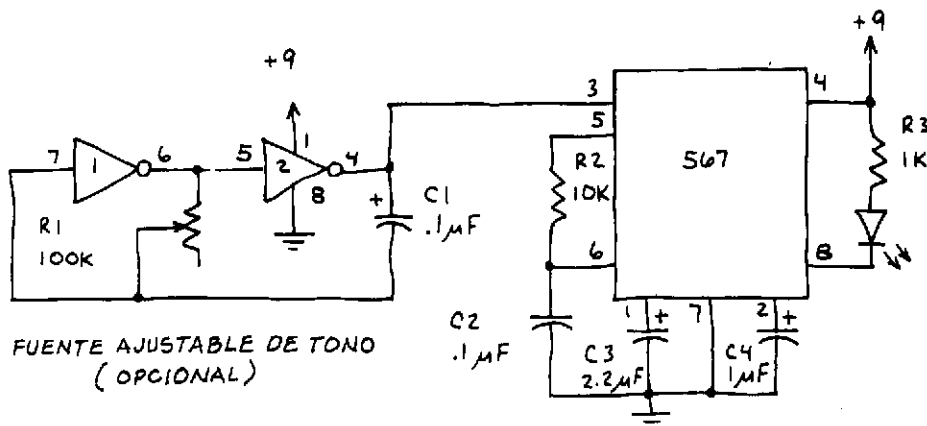 +9
+9
3
4
5
R3
1K
7
1
6
5
2
1
4
8
567
R2
10K
+
C1
.1µF
R1
100K
6
8
C2
.1µF
1
+
7
2
+
C3
2.2µF
C4
1µF
FUENTE AJUSTABLE DE TONO
(OPCIONAL)